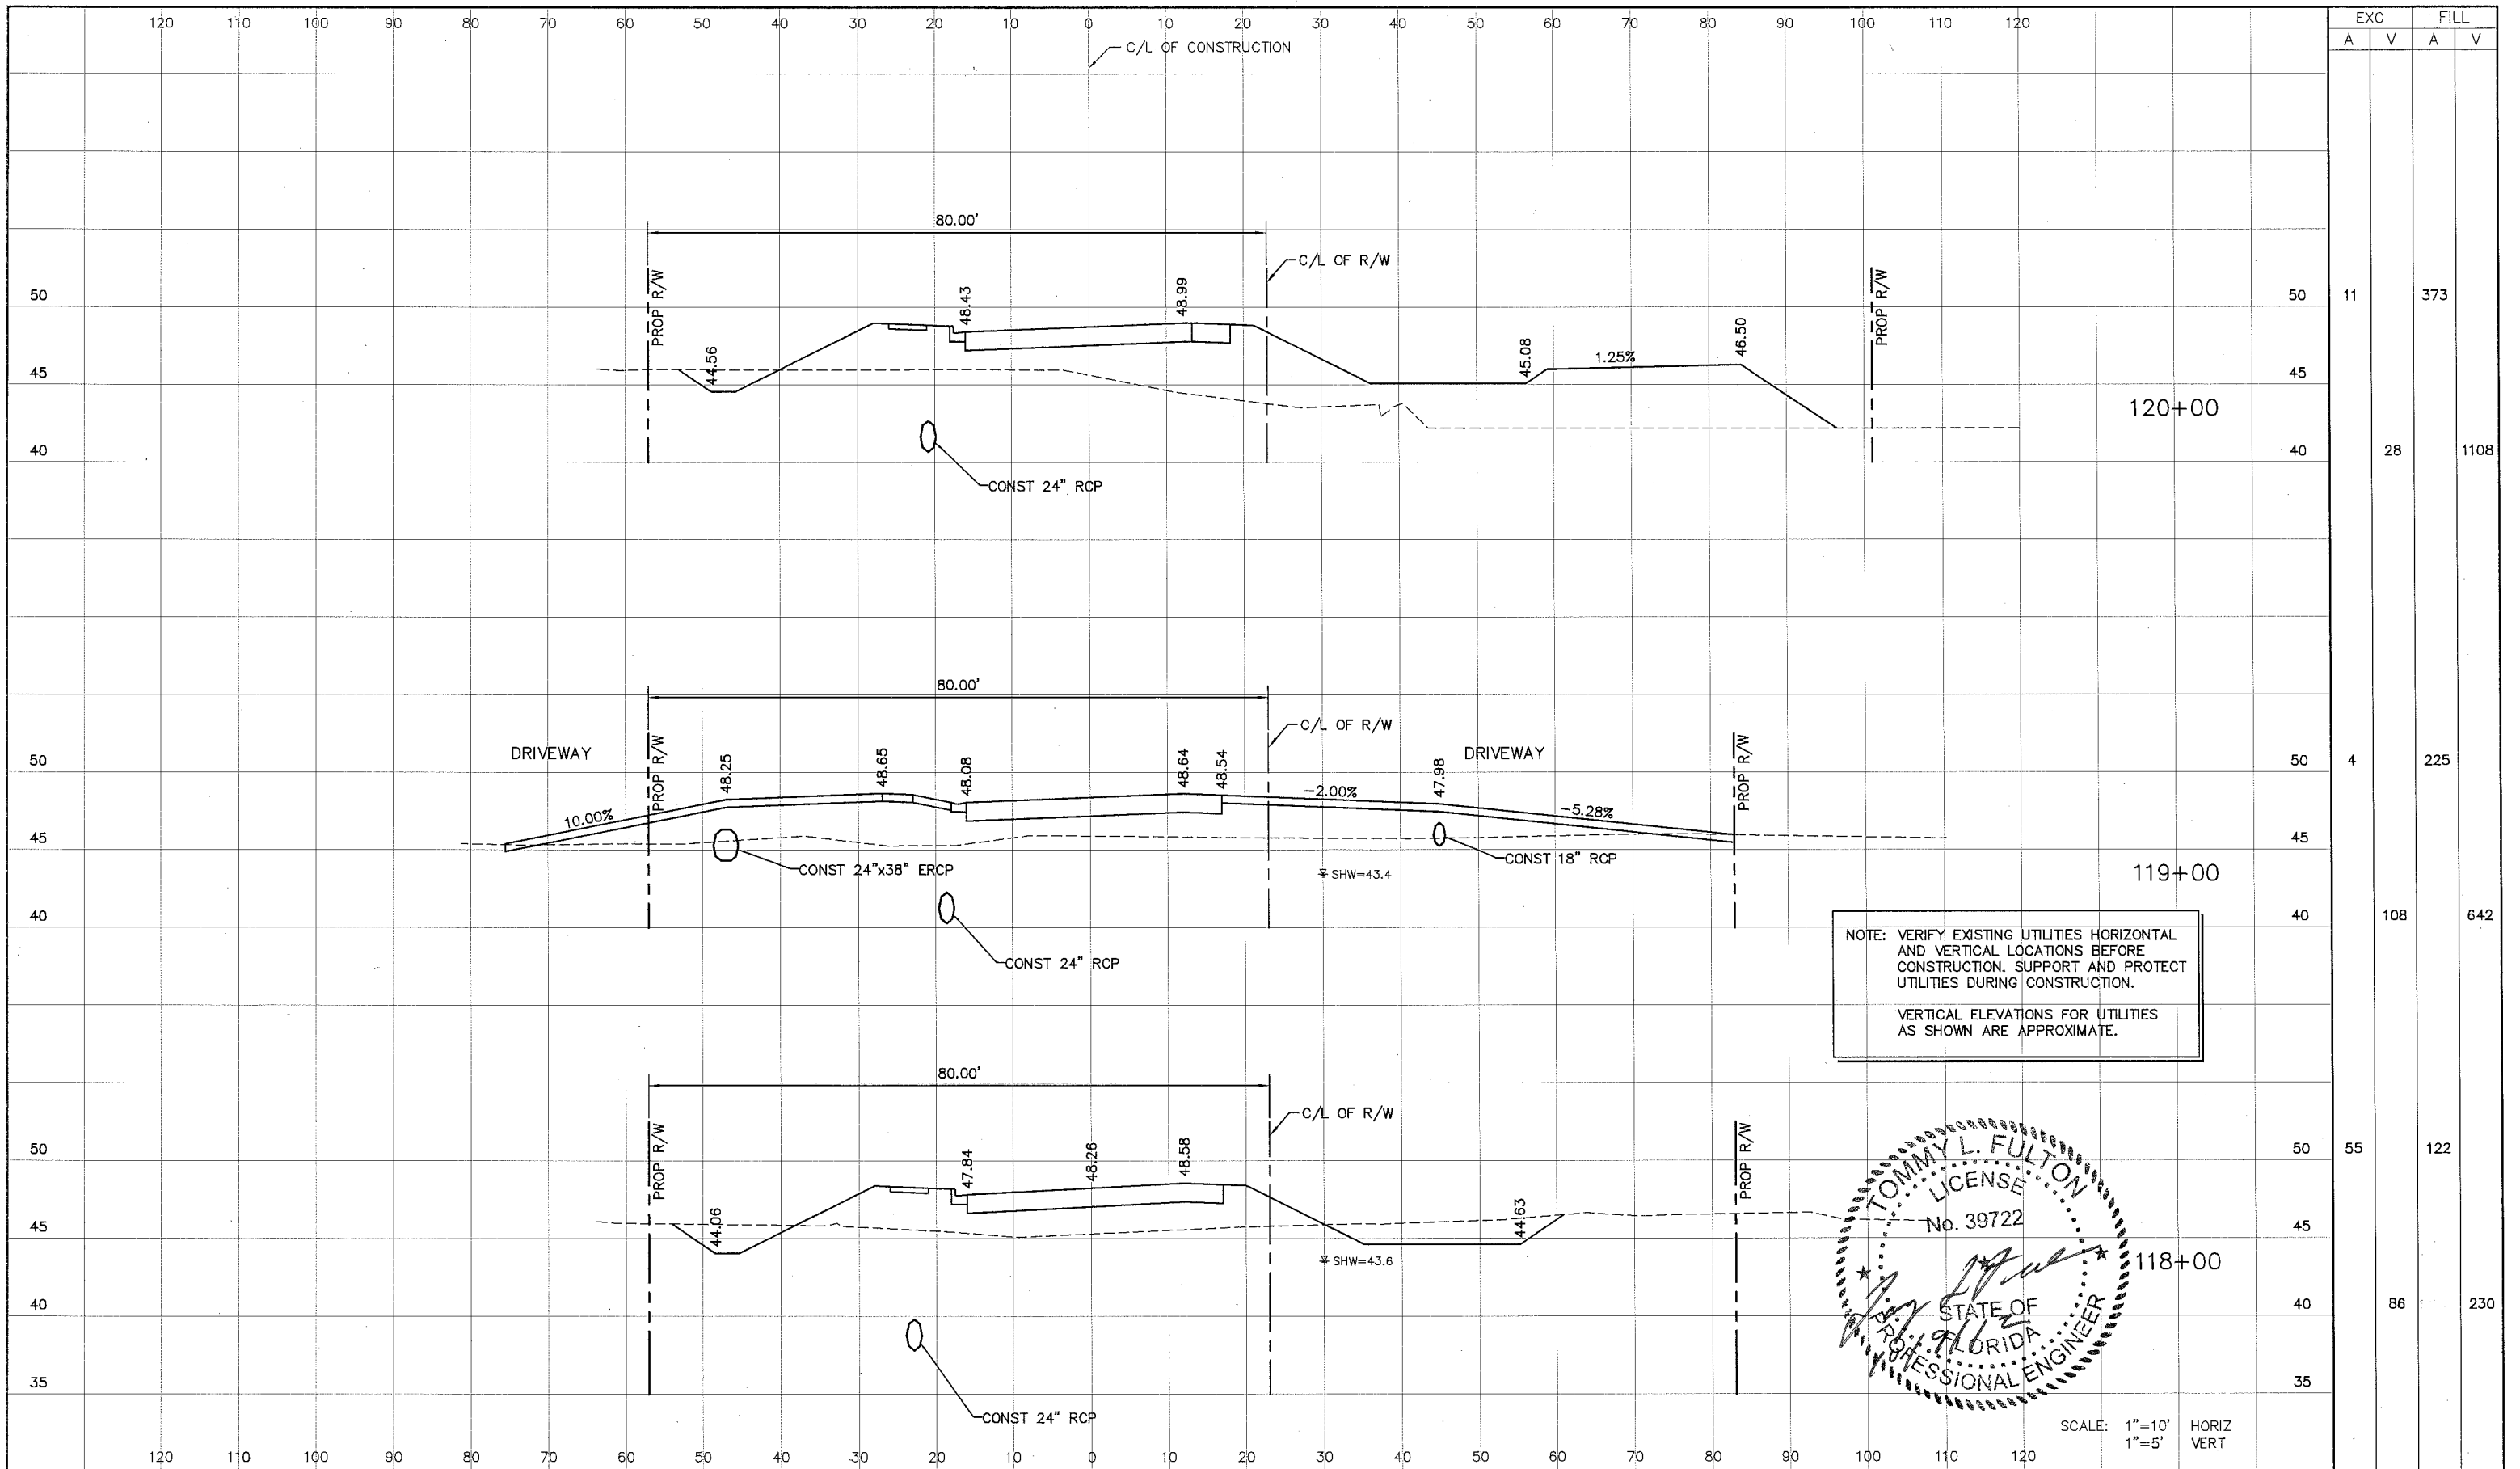 120 110 100 90 80 70 60 50 40 30 20 10 0 10 20 30 40 50 60 70 80 90 100 110 120
EXC FILL
A V A V
C/L OF CONSTRUCTION
80.00'
C/L OF R/W
PROP R/W
48.43
48.99
PROP R/W
50 50 11 373
44.56
45.08
1.25%
46.50
45 45
120+00
40 40 28 1108
CONST 24" RCP
80.00'
C/L OF R/W
DRIVEWAY
PROP R/W
48.25
48.65
48.08
48.64
48.54
47.98
DRIVEWAY
PROP R/W
50 50 4 225
10.00%
-2.00%
-5.28%
45 45
CONST 24"x38" ERCP
SHW=43.4
CONST 18" RCP
119+00
40 40 108 642
CONST 24" RCP
NOTE: VERIFY EXISTING UTILITIES HORIZONTAL
AND VERTICAL LOCATIONS BEFORE
CONSTRUCTION. SUPPORT AND PROTECT
UTILITIES DURING CONSTRUCTION.
VERTICAL ELEVATIONS FOR UTILITIES
AS SHOWN ARE APPROXIMATE.
80.00'
C/L OF R/W
PROP R/W
47.84
48.26
48.58
PROP R/W
50 50 55 122
44.06
44.63
45 45
SHW=43.6
118+00
40 40 86 230
35 35
CONST 24" RCP
TOMMY L. FULTON
LICENSE
No. 39722
STATE OF
FLORIDA
PROFESSIONAL ENGINEER
SCALE: 1"=10' HORIZ
1"=5' VERT
120 110 100 90 80 70 60 50 40 30 20 10 0 10 20 30 40 50 60 70 80 90 100 110 120